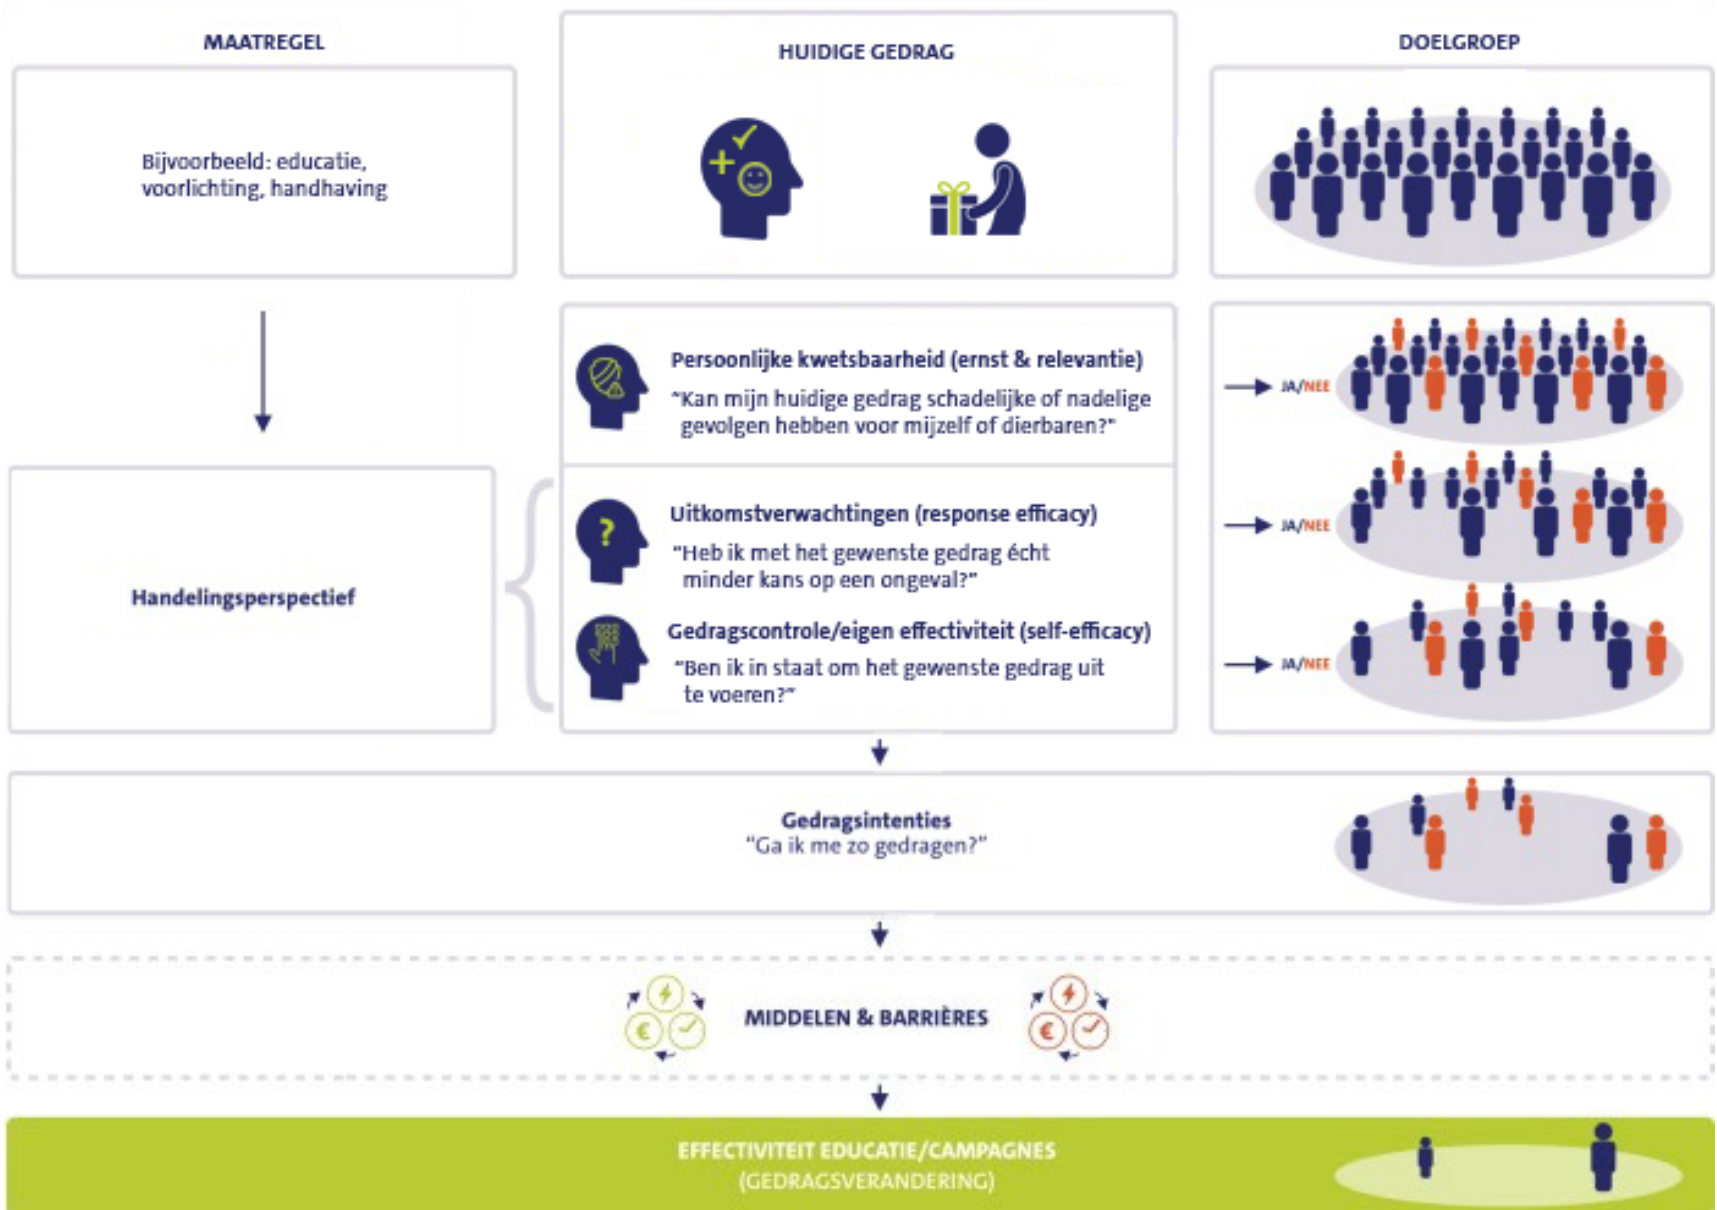 MAATREGEL
Bijvoorbeeld: educatie,
voorlichting, handhaving
HUIDIGE GEDRAG
DOELGROEP
Persoonlijke kwetsbaarheid (ernst & relevantie)
“Kan mijn huidige gedrag schadelijke of nadelige
gevolgen hebben voor mijzelf of dierbaren?”
JA/NEE
Handelingsperspectief
?
Uitkomstverwachtingen (response efficacy)
“Heb ik met het gewenste gedrag écht
minder kans op een ongeval?”
JA/NEE
Gedragscontrole/eigen effectiviteit (self-efficacy)
“Ben ik in staat om het gewenste gedrag uit
te voeren?”
JA/NEE
Gedragsintenties
“Ga ik me zo gedragen?”
€
MIDDELEN & BARRIÈRES
€
EFFECTIVITEIT EDUCATIE/CAMPAGNES
(GEDRAGSVERANDERING)